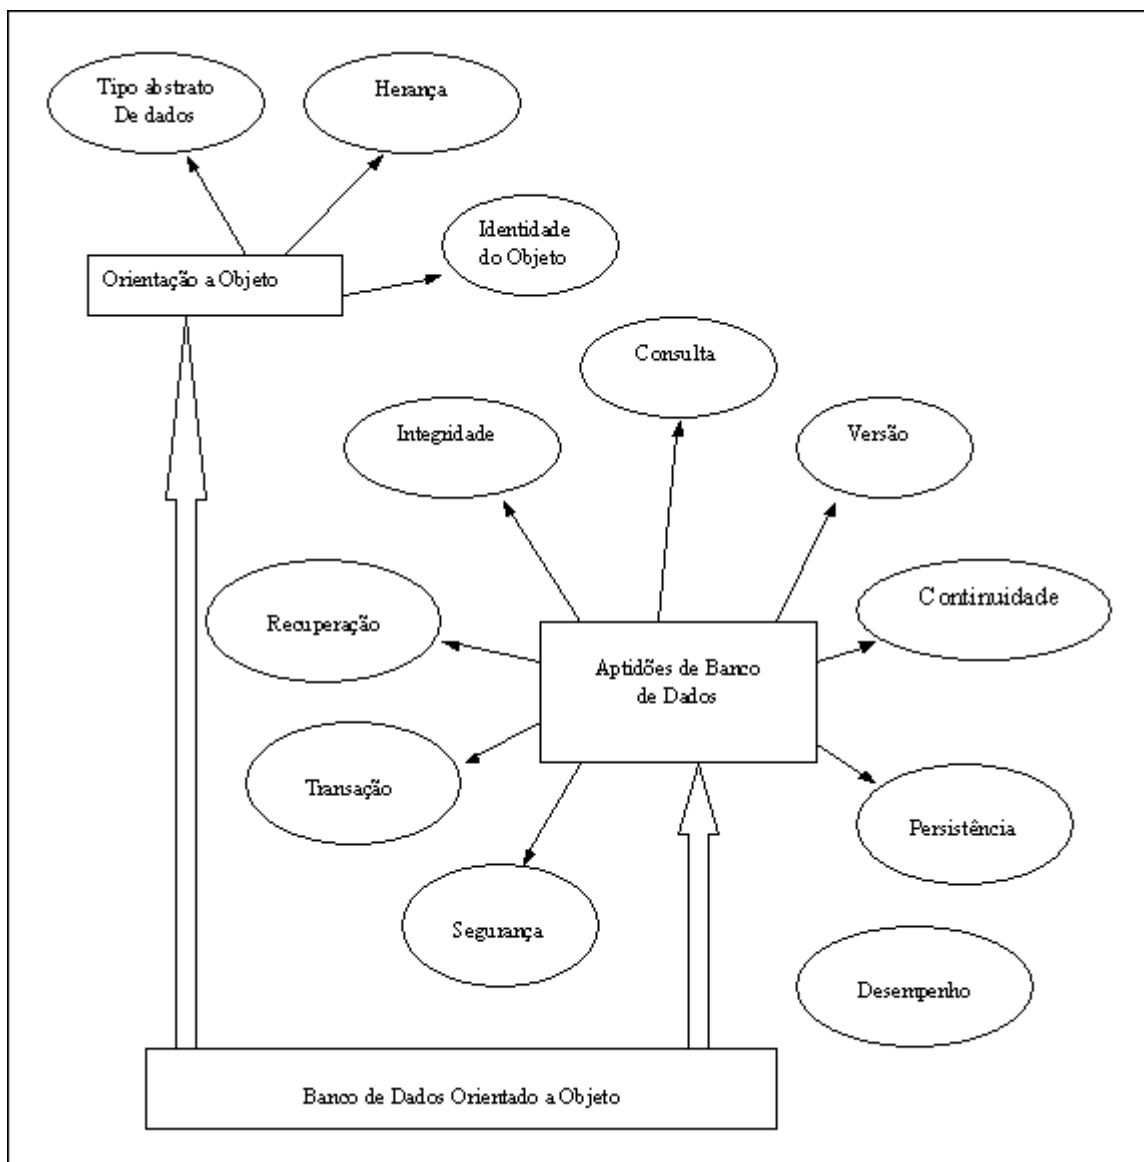 Tipo abstrato
De dados
Herança
Identidade
do Objeto
Orientação a Objeto
Consulta
Integridade
Versão
Continuidade
Recuperação
Aptidões de Banco
de Dados
Transação
Persistência
Segurança
Desempenho
Banco de Dados Orientado a Objeto